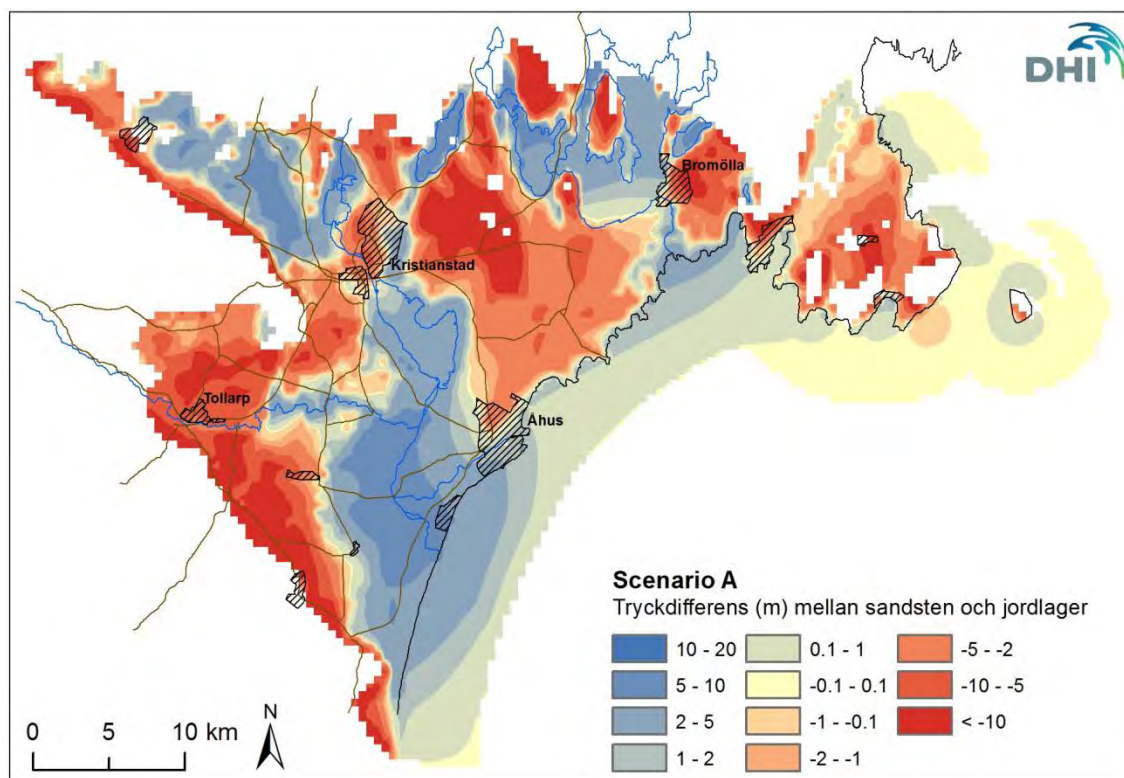 DHI
Bromölla
Kristianstad
Tollarp
Åhus
Scenario A
Tryckdifferens (m) mellan sandsten och jordlager
10 - 20
0.1 - 1
-5 - -2
5 - 10
-0.1 - 0.1
-10 - -5
2 - 5
-1 - -0.1
< -10
1 - 2
-2 - -1
0 5 10 km
N